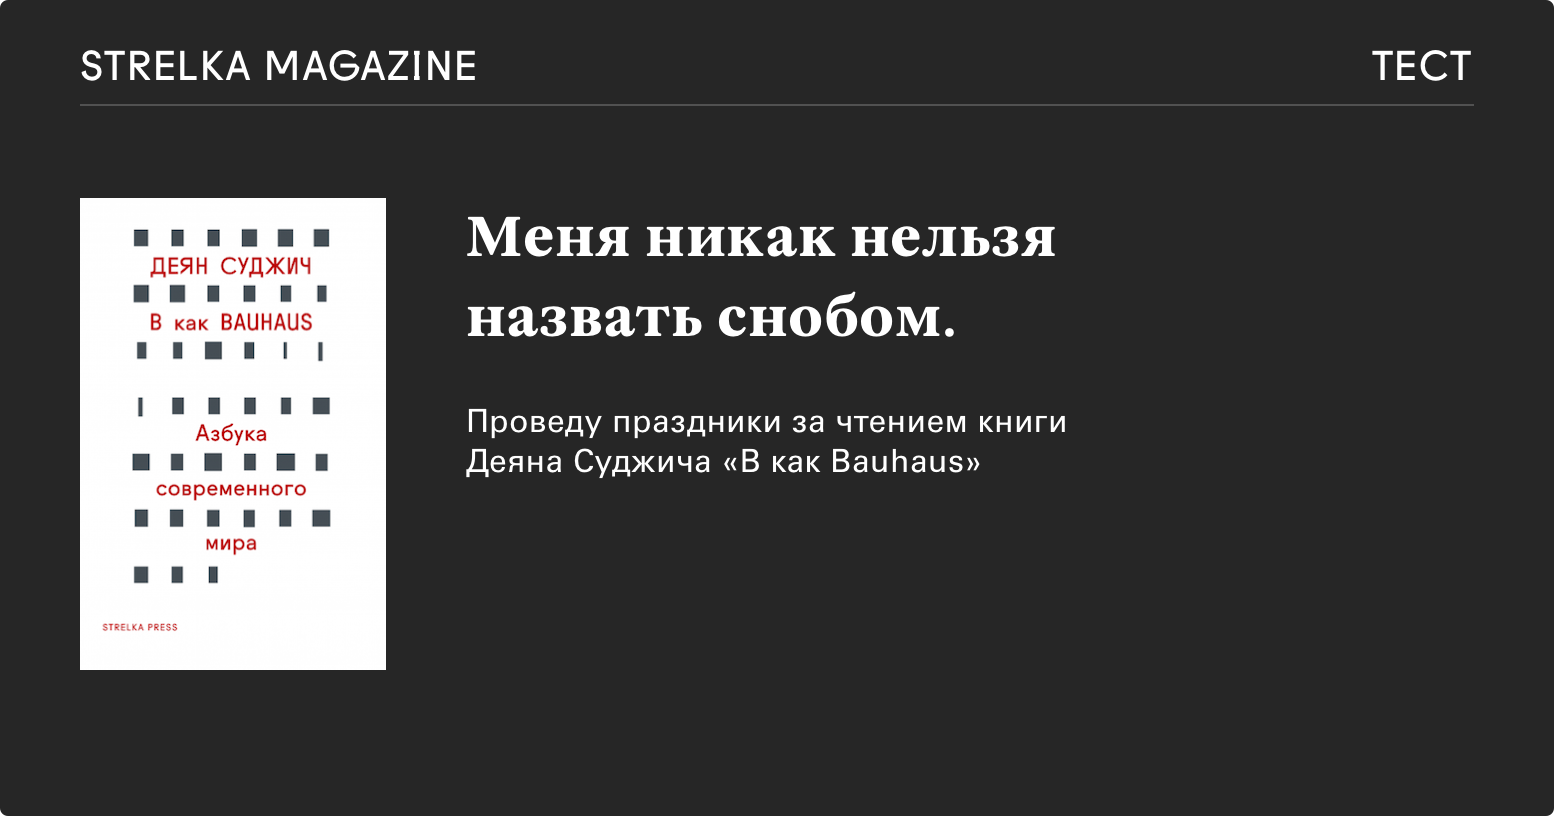 STRELKA MAGAZINE
ТЕСТ
ДЕЯН СУДЖИЧ
В как BAUHAUS
Азбука
современного
мира
STRELKA PRESS
Меня никак нельзя
назвать снобом.
Проведу праздники за чтением книги
Деяна Суджича «В как Bauhaus»